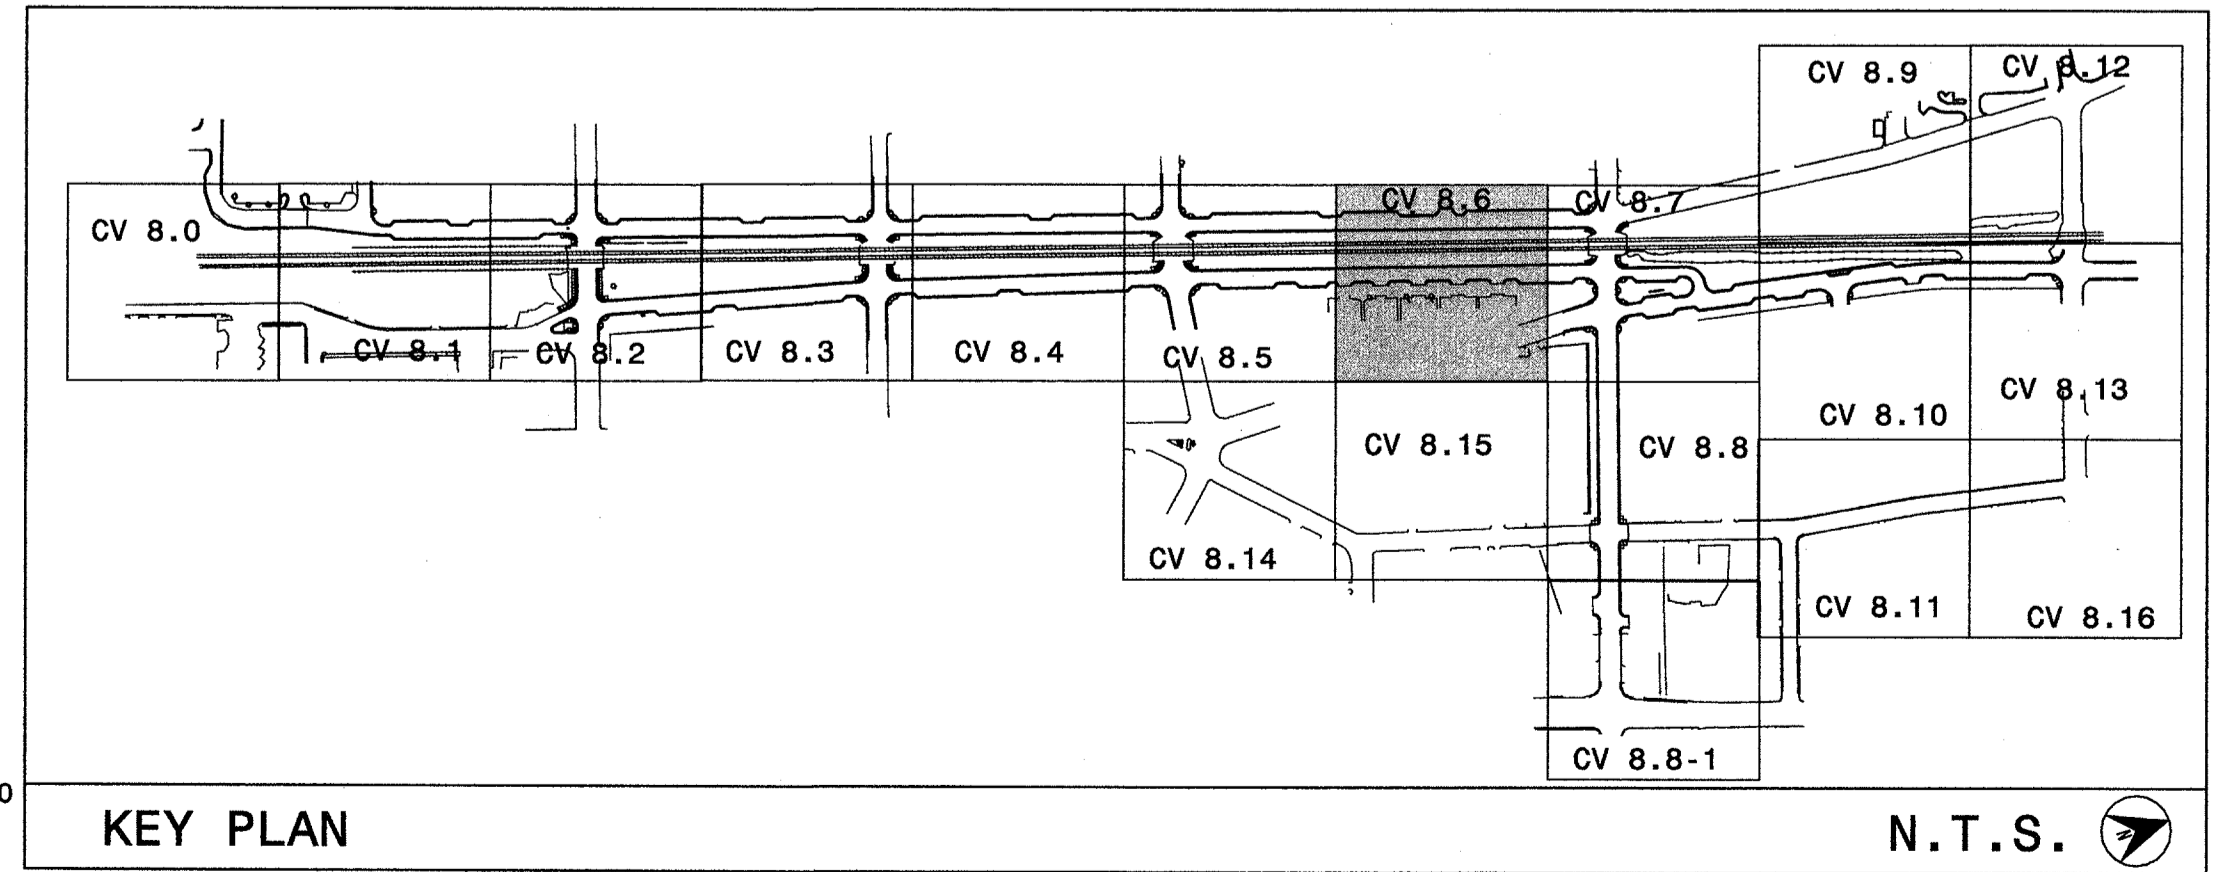 CV 8.9
CV 8.12
CV 8.0
CV 8.6
CV 8.7
CV 8.1
CV 8.2
CV 8.3
CV 8.4
CV 8.5
CV 8.13
CV 8.10
CV 8.15
CV 8.8
CV 8.14
CV 8.11
CV 8.16
CV 8.8-1
0
KEY PLAN
N.T.S.
N